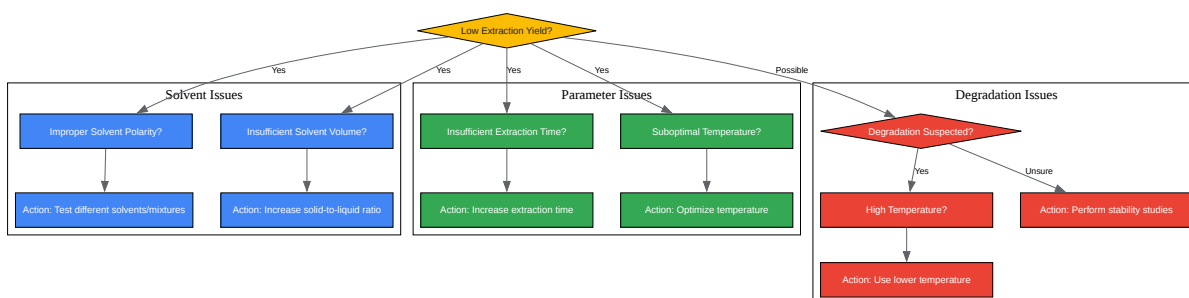 Low Extraction Yield?
Yes
Yes
Yes
Yes
Possible
Solvent Issues
Parameter Issues
Degradation Issues
Improper Solvent Polarity?
Insufficient Solvent Volume?
Insufficient Extraction Time?
Suboptimal Temperature?
Degradation Suspected?
Yes
Unsure
Action: Test different solvents/mixtures
Action: Increase solid-to-liquid ratio
Action: Increase extraction time
Action: Optimize temperature
High Temperature?
Action: Perform stability studies
Action: Use lower temperature